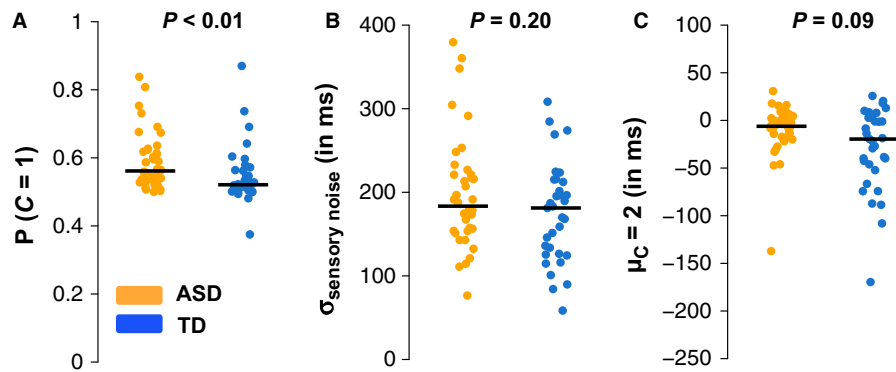 A
P < 0.01
P (C = 1)
1
0.8
0.6
0.4
0.2
0
ASD
TD
B
P = 0.20
σsensory noise (in ms)
400
300
200
100
0
C
P = 0.09
μC = 2 (in ms)
100
50
0
−50
−100
−150
−200
−250